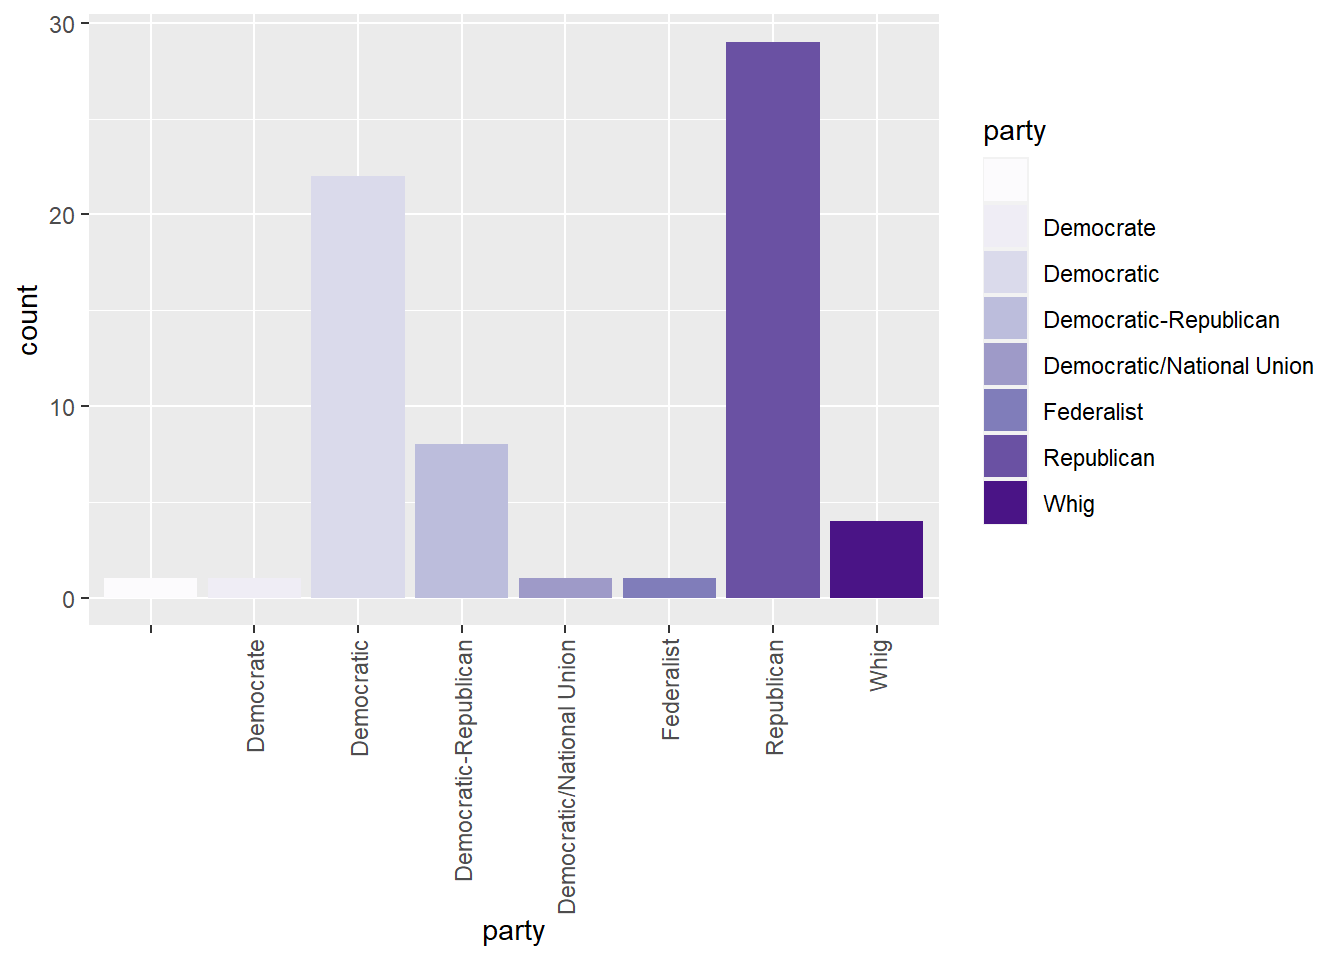 30
20
10
0
count
Democrate
Democratic
Democratic-Republican
Democratic/National Union
Federalist
Republican
Whig
party
party
Democrate
Democratic
Democratic-Republican
Democratic/National Union
Federalist
Republican
Whig